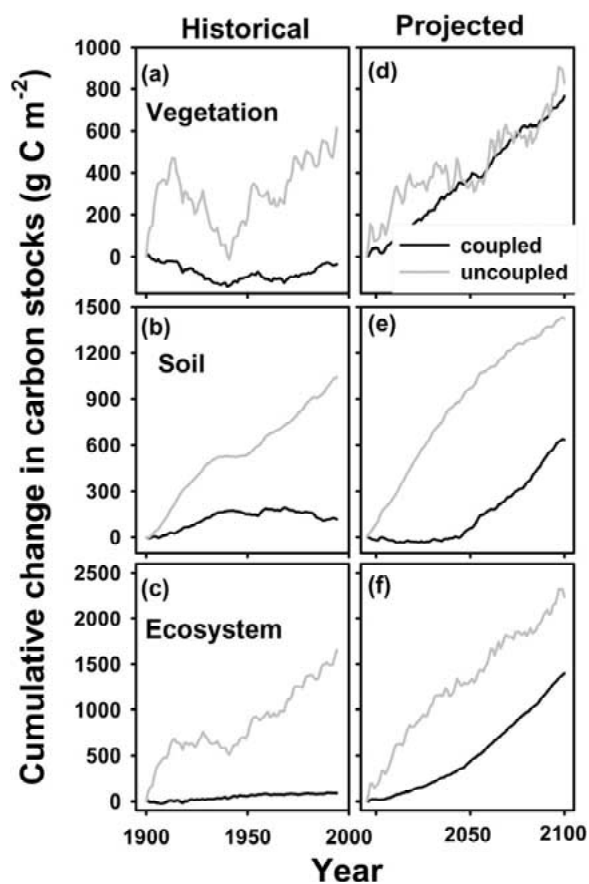 Historical
Projected
Cumulative change in carbon stocks (g C m-2)
1000
800
600
400
200
0
(a)
Vegetation
(d)
coupled
uncoupled
1500
1200
900
600
300
0
(b)
Soil
(e)
2500
2000
1500
1000
500
0
(c)
Ecosystem
(f)
1900
1950
2000
2050
2100
Year